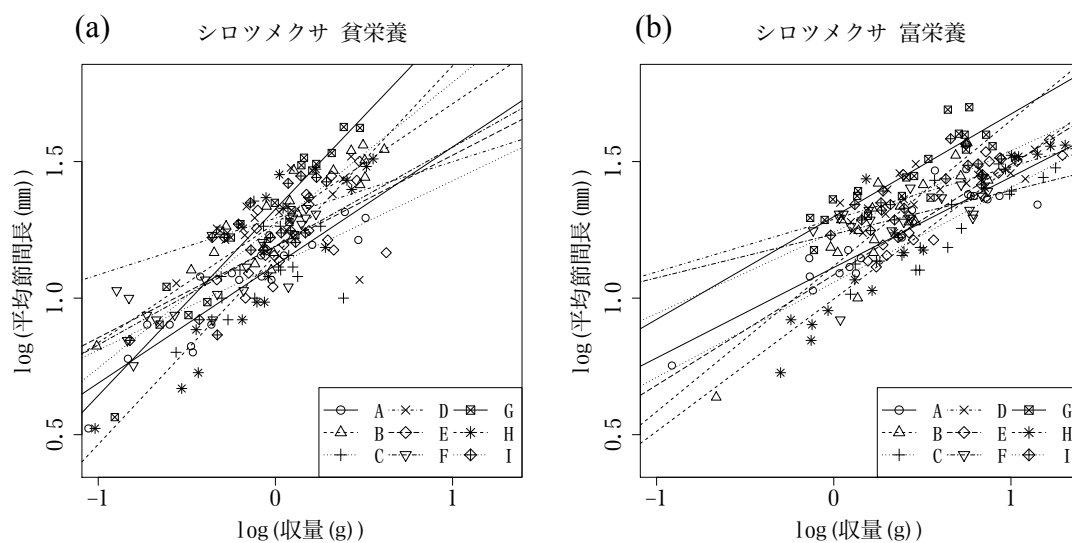 (a)
シロツメクサ 貧栄養
log(平均節間長(mm))
1.5
1.0
0.5
A D G
B E H
C F I
-1 0 1
log(収量(g))
(b)
シロツメクサ 富栄養
log(平均節間長(mm))
1.5
1.0
0.5
A D G
B E H
C F I
-1 0 1
log(収量(g))